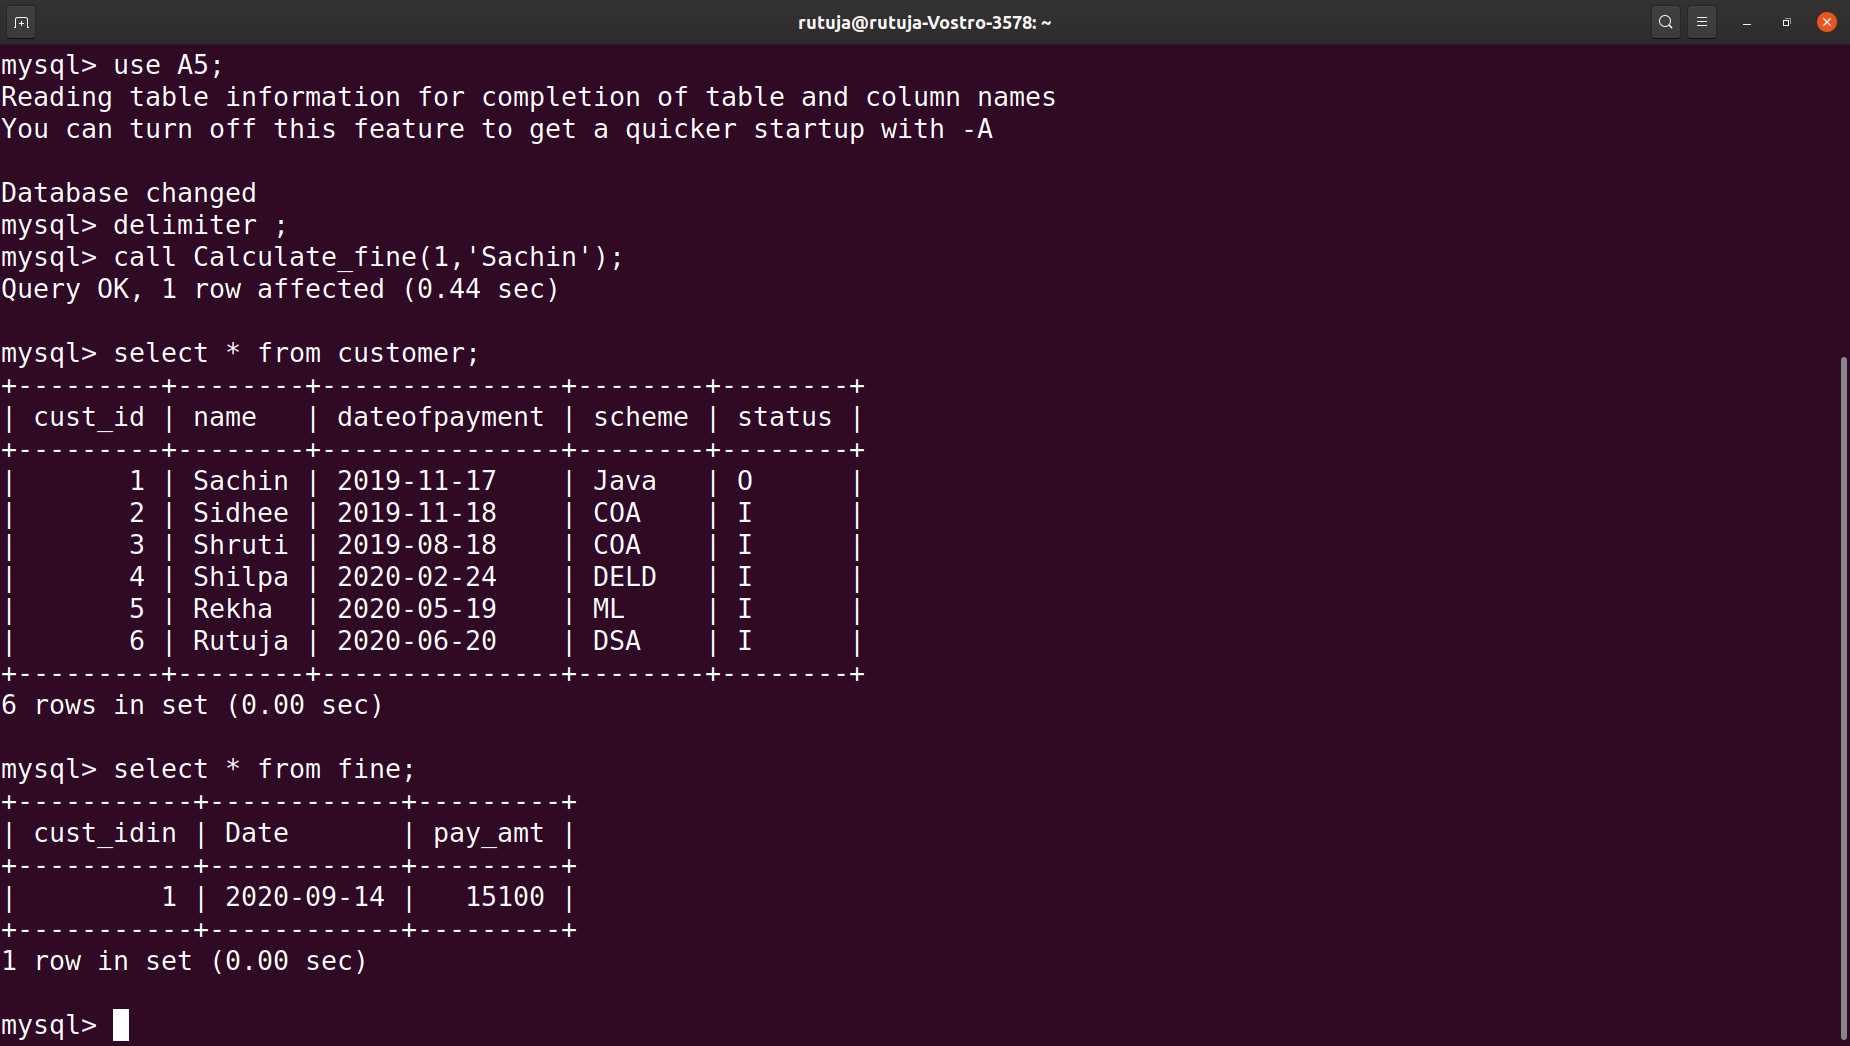 rutuja@rutuja-Vostro-3578: ~
mysql> use A5;
Reading table information for completion of table and column names
You can turn off this feature to get a quicker startup with -A

Database changed
mysql> delimiter ;
mysql> call Calculate_fine(1,'Sachin');
Query OK, 1 row affected (0.44 sec)

mysql> select * from customer;
+---------+--------+---------------+--------+--------+
| cust_id | name   | dateofpayment | scheme | status |
+---------+--------+---------------+--------+--------+
|       1 | Sachin | 2019-11-17    | Java   | O      |
|       2 | Sidhee | 2019-11-18    | COA    | I      |
|       3 | Shruti | 2019-08-18    | COA    | I      |
|       4 | Shilpa | 2020-02-24    | DELD   | I      |
|       5 | Rekha  | 2020-05-19    | ML     | I      |
|       6 | Rutuja | 2020-06-20    | DSA    | I      |
+---------+--------+---------------+--------+--------+
6 rows in set (0.00 sec)

mysql> select * from fine;
+-----------+------------+---------+
| cust_idin | Date       | pay_amt |
+-----------+------------+---------+
|         1 | 2020-09-14 |   15100 |
+-----------+------------+---------+
1 row in set (0.00 sec)

mysql>